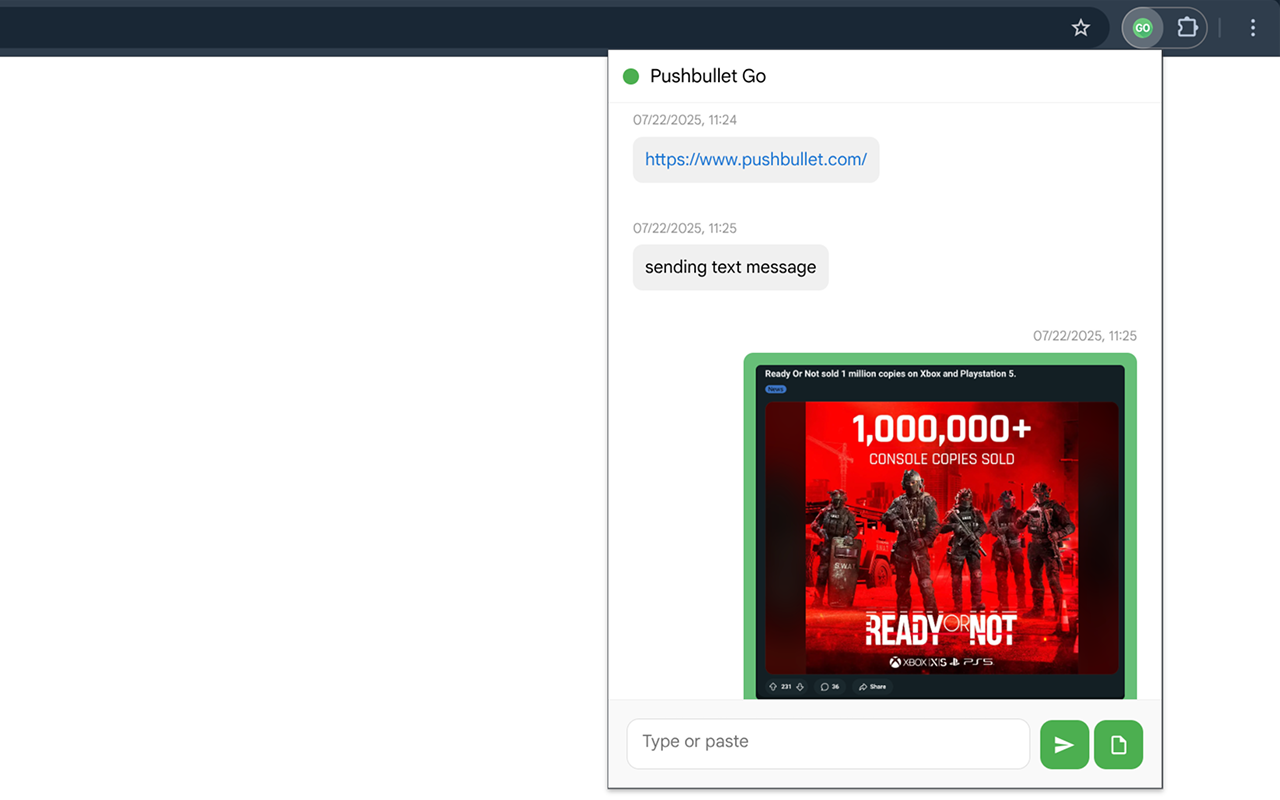 GO
Pushbullet Go
07/22/2025, 11:24
https://www.pushbullet.com/
07/22/2025, 11:25
sending text message
07/22/2025, 11:25
Ready Or Not sold 1 million copies on Xbox and Playstation 5.
News
1,000,000+
CONSOLE COPIES SOLD
S.W.A.T
READY OR NOT
XBOX X|S PS5
231 36 Share
Type or paste